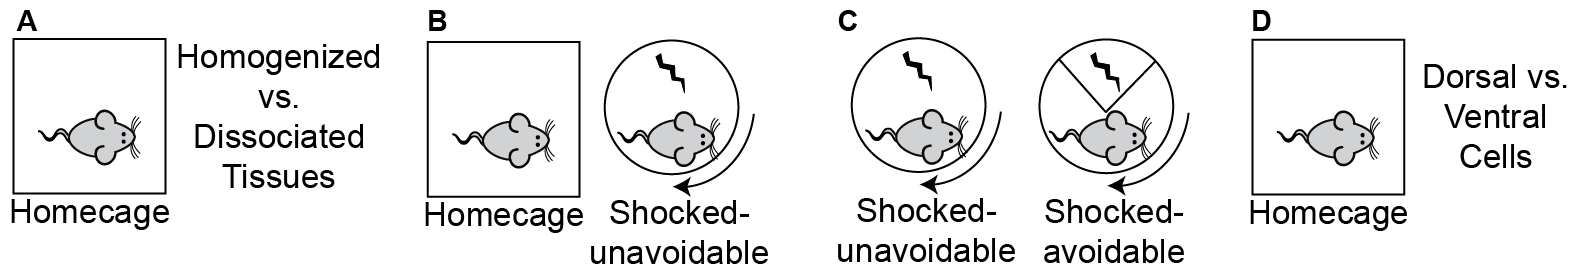 A
Homogenized
vs.
Dissociated
Tissues
Homecage
B
Homecage
Shocked-
unavoidable
C
Shocked-
unavoidable
Shocked-
avoidable
D
Dorsal vs.
Ventral
Cells
Homecage